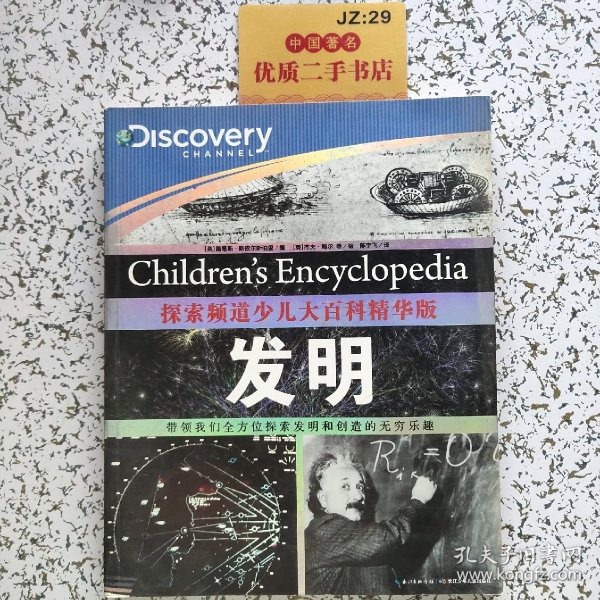 JZ:29
中国著名
优质二手书店
Discovery
CHANNEL
Children's Encyclopedia
探索频道少儿大百科精华版
发明
带领我们全方位探索发明和创造的无穷乐趣
孔夫子旧书网
kongfz.com